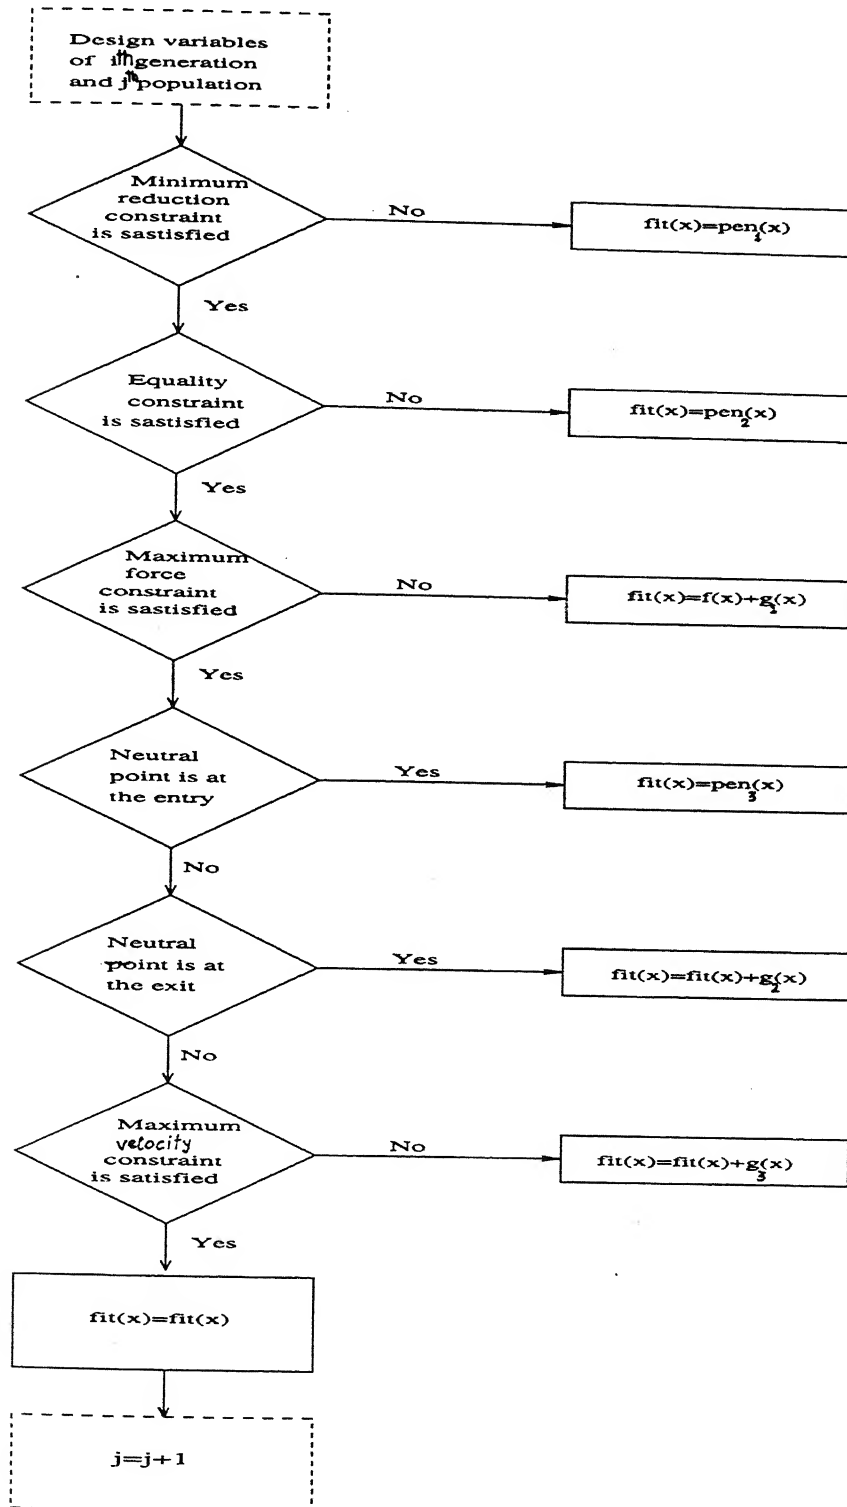 Design variables
of ith generation
and jth population
Minimum
reduction
constraint
is sastisfied
No
fit(x)=pen1(x)
Yes
Equality
constraint
is sastisfied
No
fit(x)=pen2(x)
Yes
Maximum
force
constraint
is sastisfied
No
fit(x)=f(x)+g1(x)
Yes
Neutral
point is at
the entry
Yes
fit(x)=pen3(x)
No
Neutral
point is at
the exit
Yes
fit(x)=fit(x)+g2(x)
No
Maximum
velocity
constraint
is satisfied
No
fit(x)=fit(x)+g3(x)
Yes
fit(x)=fit(x)
j=j+1